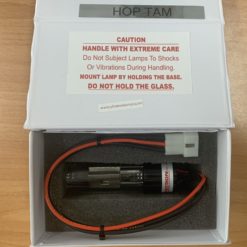 HOP TAM
CAUTION
HANDLE WITH EXTREME CARE
Do Not Subject Lamps To Shocks
Or Vibrations During Handling.
MOUNT LAMP BY HOLDING THE BASE.
DO NOT HOLD THE GLASS.